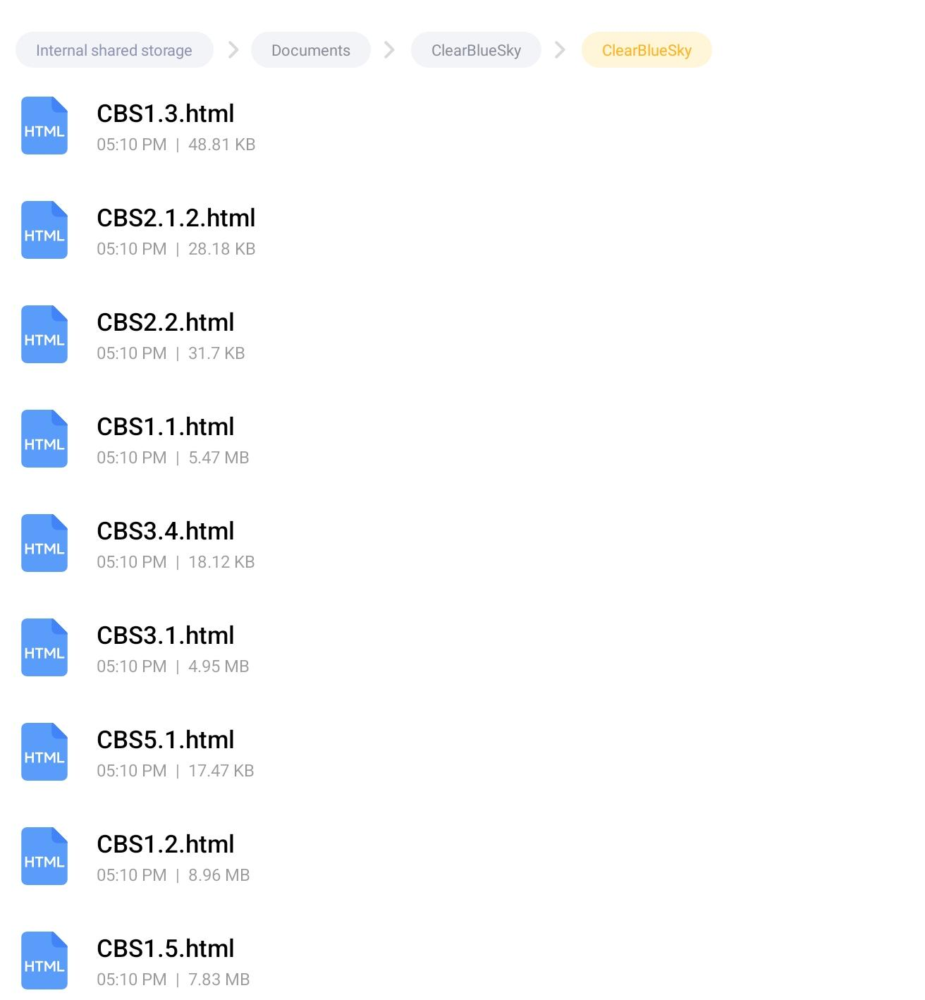 Internal shared storage > Documents > ClearBlueSky > ClearBlueSky
CBS1.3.html
HTML
05:10 PM | 48.81 KB
CBS2.1.2.html
HTML
05:10 PM | 28.18 KB
CBS2.2.html
HTML
05:10 PM | 31.7 KB
CBS1.1.html
HTML
05:10 PM | 5.47 MB
CBS3.4.html
HTML
05:10 PM | 18.12 KB
CBS3.1.html
HTML
05:10 PM | 4.95 MB
CBS5.1.html
HTML
05:10 PM | 17.47 KB
CBS1.2.html
HTML
05:10 PM | 8.96 MB
CBS1.5.html
HTML
05:10 PM | 7.83 MB